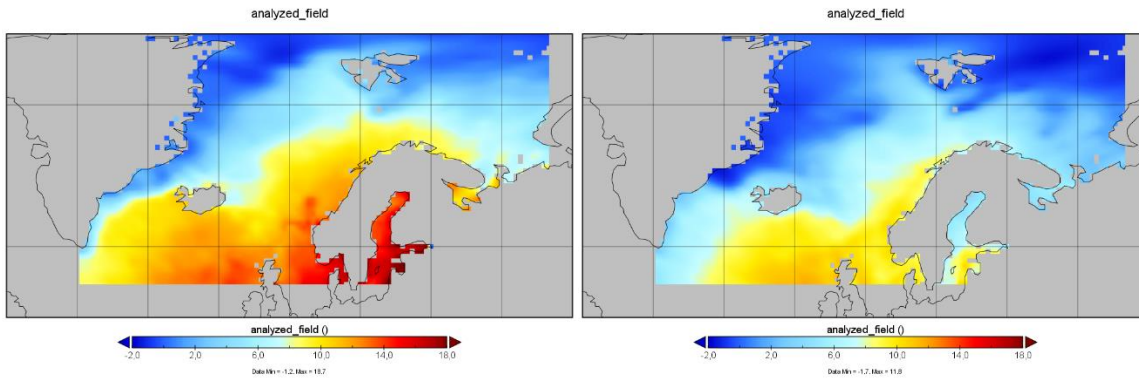 analyzed_field
analyzed_field
analyzed_field ()
-2,0 2,0 6,0 10,0 14,0 18,0
Data Min = -1.2, Max = 18.7
analyzed_field ()
-2,0 2,0 6,0 10,0 14,0 18,0
Data Min = -1.7, Max = 11.8